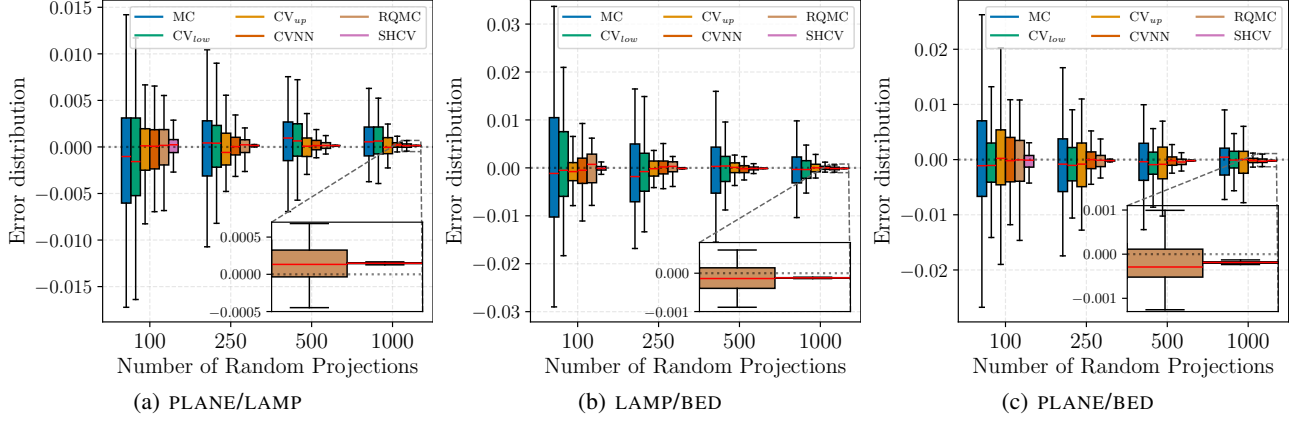 0.015
0.010
0.005
0.000
−0.005
−0.010
−0.015
Error distribution
MC
CV_low
CV_up
CVNN
RQMC
SHCV
0.0005
0.0000
−0.0005
100
250
500
1000
Number of Random Projections
(a) PLANE/LAMP
0.03
0.02
0.01
0.00
−0.01
−0.02
−0.03
Error distribution
MC
CV_low
CV_up
CVNN
RQMC
SHCV
0.000
−0.001
100
250
500
1000
Number of Random Projections
(b) LAMP/BED
0.02
0.01
0.00
−0.01
−0.02
Error distribution
MC
CV_low
CV_up
CVNN
RQMC
SHCV
0.001
0.000
−0.001
100
250
500
1000
Number of Random Projections
(c) PLANE/BED